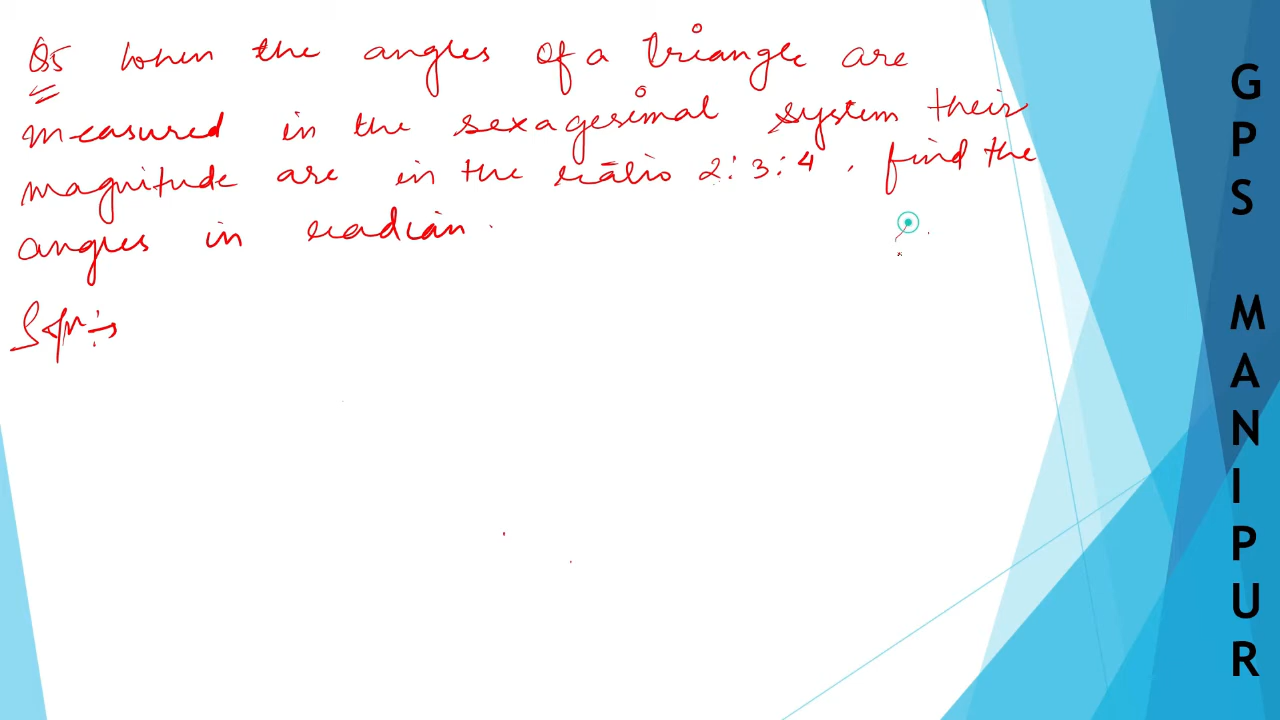 Q5 when the angles of a triangle are
measured in the sexagesimal system their
magnitude are in the ratio 2:3:4, find the
angles in radian.
Soln:→
GPS MANIPUR